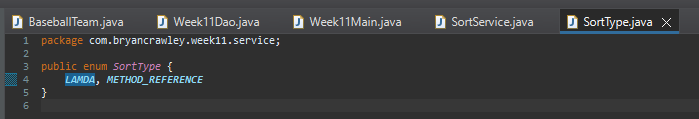 BaseballTeam.java Week11Dao.java Week11Main.java SortService.java SortType.java
1 package com.bryancrawley.week11.service;
2
3 public enum SortType {
4 LAMDA, METHOD_REFERENCE
5 }
6